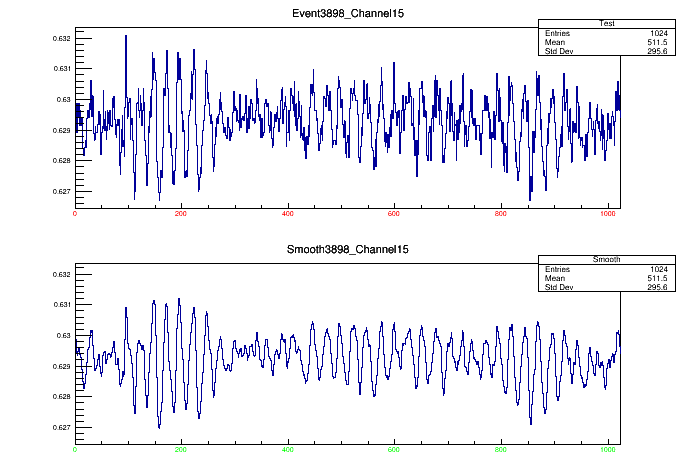 Event3898_Channel15
Test
Entries 1024
Mean 511.5
Std Dev 295.6
0.632
0.631
0.63
0.629
0.628
0.627
0 200 400 600 800 1000
Smooth3898_Channel15
Smooth
Entries 1024
Mean 511.5
Std Dev 295.6
0.632
0.631
0.63
0.629
0.628
0.627
0 200 400 600 800 1000